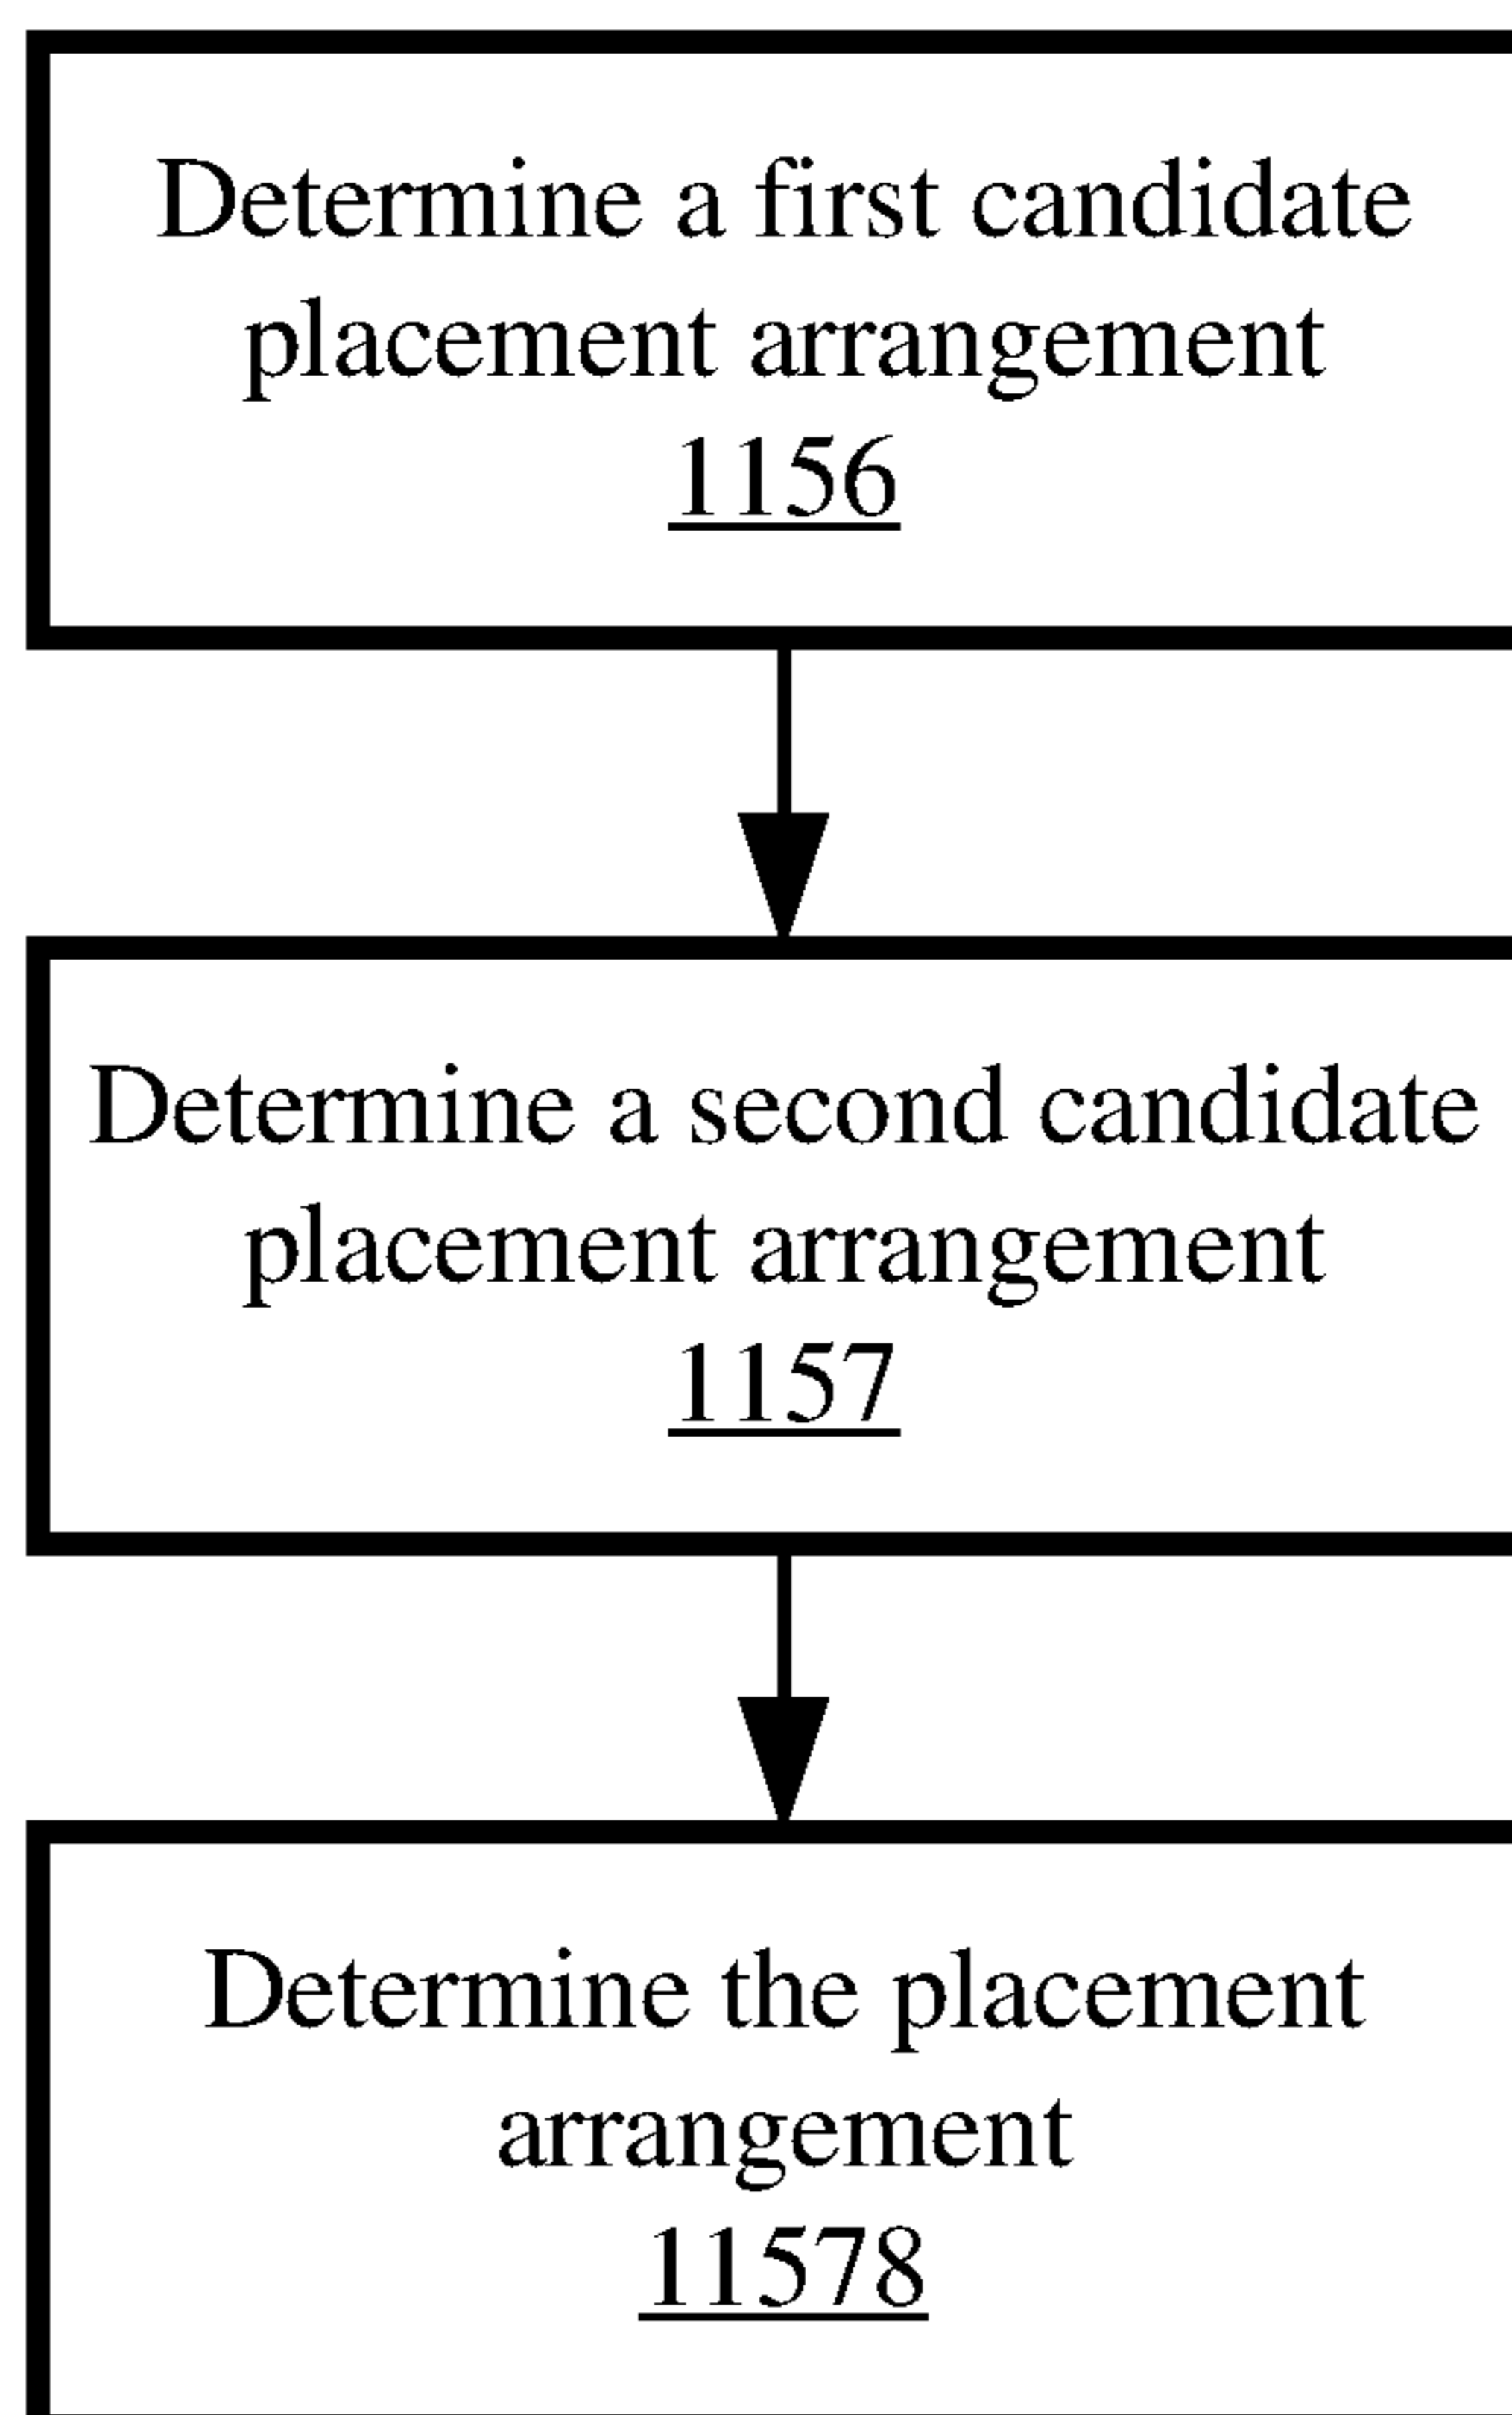 Determine a first candidate
placement arrangement
1156
Determine a second candidate
placement arrangement
1157
Determine the placement
arrangement
11578